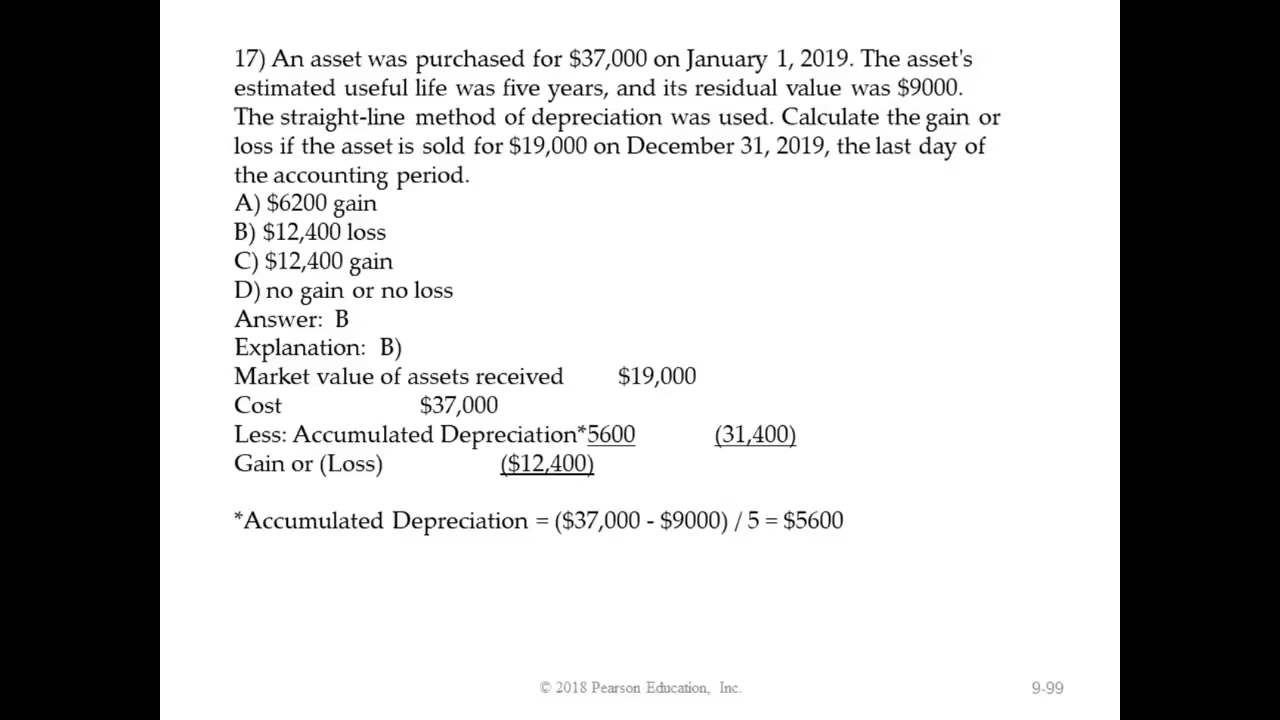 17) An asset was purchased for $37,000 on January 1, 2019. The asset's
estimated useful life was five years, and its residual value was $9000.
The straight-line method of depreciation was used. Calculate the gain or
loss if the asset is sold for $19,000 on December 31, 2019, the last day of
the accounting period.
A) $6200 gain
B) $12,400 loss
C) $12,400 gain
D) no gain or no loss
Answer: B
Explanation: B)
Market value of assets received $19,000
Cost $37,000
Less: Accumulated Depreciation*5600 (31,400)
Gain or (Loss) ($12,400)
*Accumulated Depreciation = ($37,000 - $9000) / 5 = $5600
© 2018 Pearson Education, Inc. 9-99